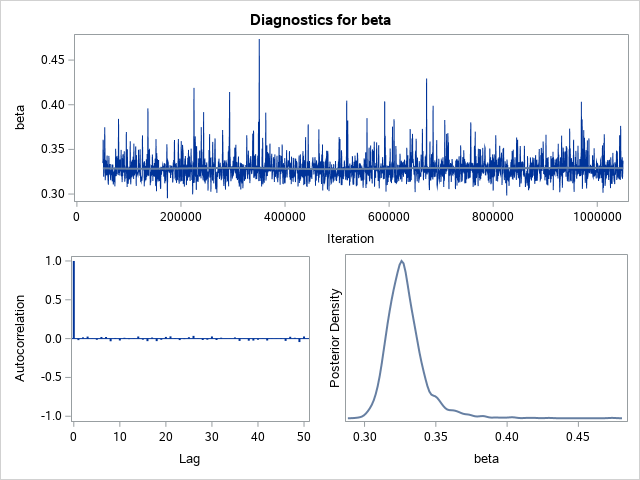 Diagnostics for beta
beta
0.45
0.40
0.35
0.30
0 200000 400000 600000 800000 1000000
Iteration
Autocorrelation
1.0
0.5
0.0
-0.5
-1.0
0 10 20 30 40 50
Lag
Posterior Density
0.30 0.35 0.40 0.45
beta